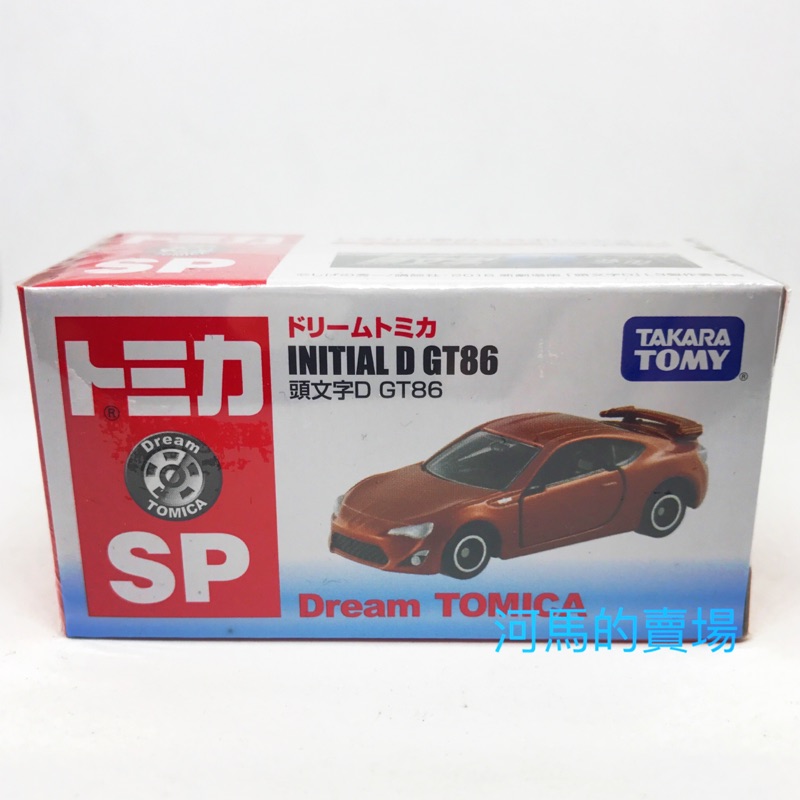 SP
トミカ
®
Dream
TOMICA
SP
ドリームトミカ
INITIAL D GT86
頭文字D GT86
TAKARA
TOMY
®
Dream TOMICA
河馬的賣場